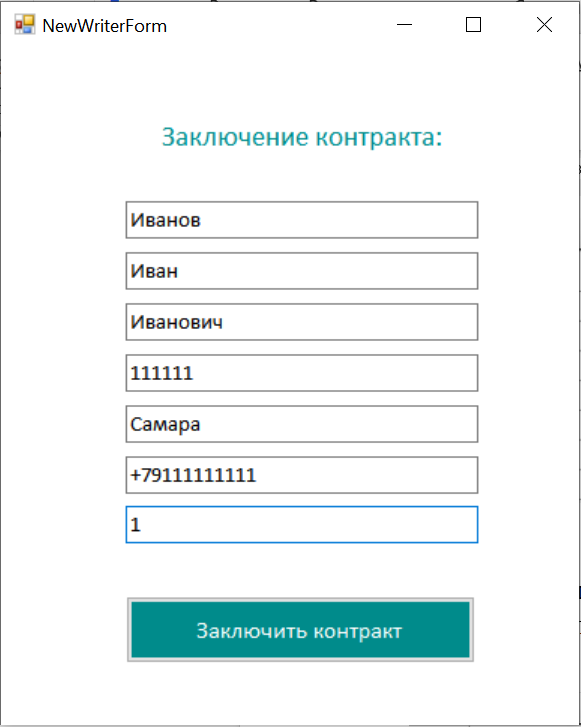 NewWriterForm
Заключение контракта:
Иванов
Иван
Иванович
111111
Самара
+79111111111
1
Заключить контракт